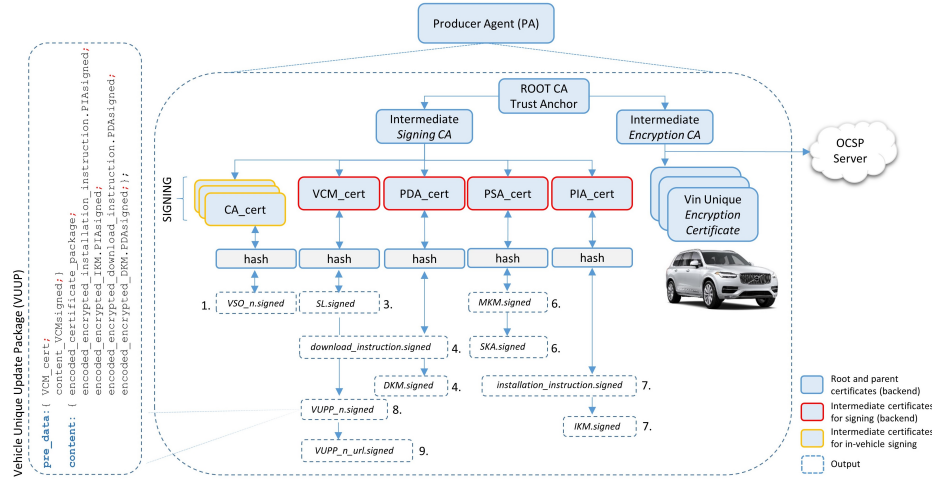 Producer Agent (PA)
ROOT CA
Trust Anchor
Intermediate
Signing CA
Intermediate
Encryption CA
OCSP
Server
SIGNING
CA_cert
VCM_cert
PDA_cert
PSA_cert
PIA_cert
Vin Unique
Encryption
Certificate
hash
hash
hash
hash
hash
1.
VSO_n.signed
SL.signed
3.
MKM.signed
6.
download_instruction.signed
4.
SKA.signed
6.
DKM.signed
4.
installation_instruction.signed
7.
VUPP_n.signed
8.
IKM.signed
7.
VUPP_n_url.signed
9.
Root and parent
certificates (backend)
Intermediate certificates
for signing (backend)
Intermediate certificates
for in-vehicle signing
Output
Vehicle Unique Update Package (VUUP)
pre_data:{ VCM_cert;
content_VCMsigned;}
content: { encoded_certificate_package;
encoded_encrypted_installation_instruction.PIAsigned;
encoded_encrypted_IKM.PIAsigned;
encoded_encrypted_download_instruction.PDAsigned;
encoded_encrypted_DKM.PDAsigned;};